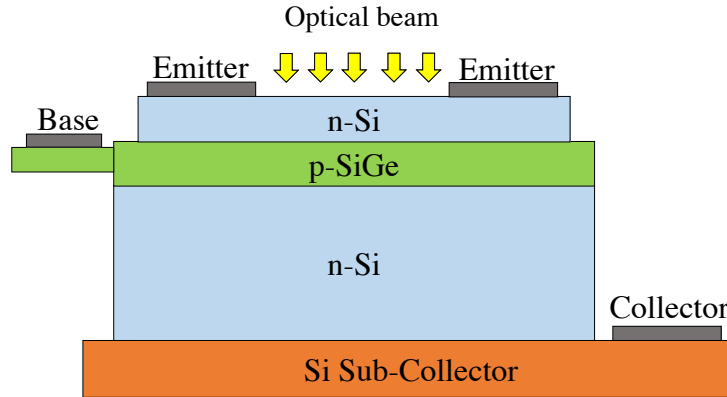 Optical beam
Emitter
Emitter
Base
n-Si
p-SiGe
n-Si
Collector
Si Sub-Collector